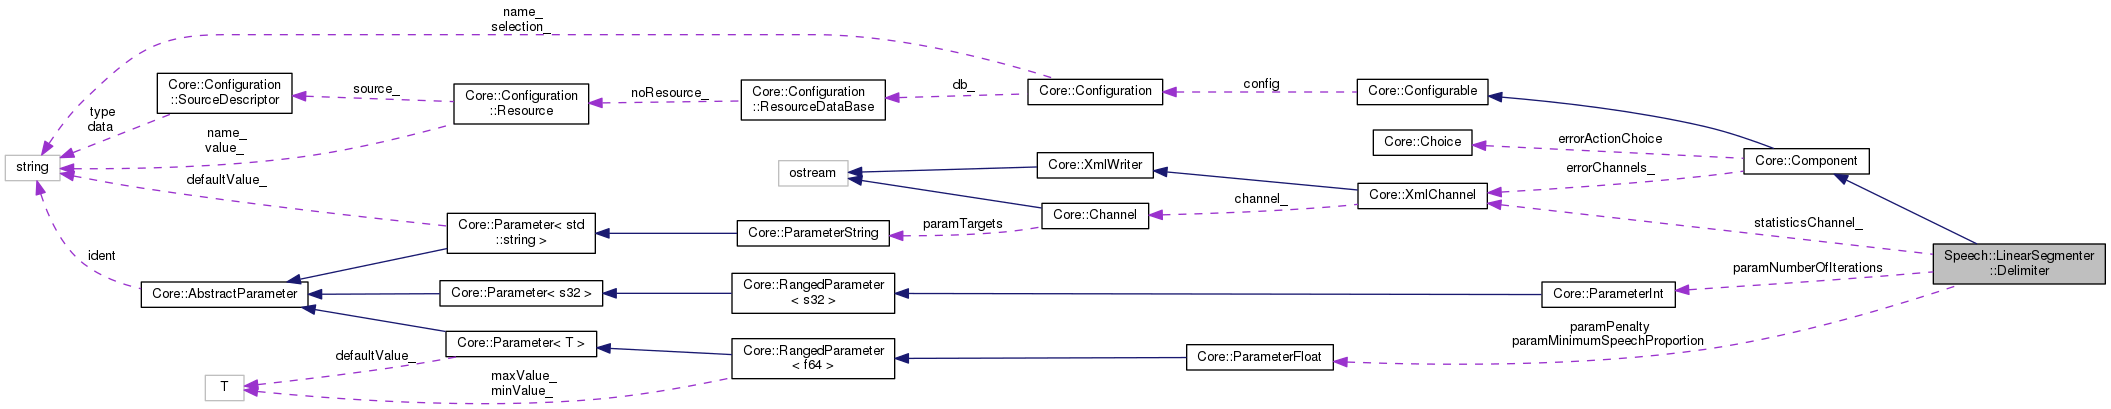 name_
selection_
Core::Configuration
::SourceDescriptor
source_
Core::Configuration
::Resource
noResource_
Core::Configuration
::ResourceDataBase
db_
Core::Configuration
config
Core::Configurable
type
data
name_
value_
string
defaultValue_
ostream
Core::XmlWriter
Core::Choice
errorActionChoice
errorChannels_
Core::Component
Core::XmlChannel
channel_
Core::Channel
paramTargets
Core::ParameterString
Core::Parameter< std
::string >
statisticsChannel_
Speech::LinearSegmenter
::Delimiter
ident
Core::AbstractParameter
Core::Parameter< s32 >
Core::RangedParameter
< s32 >
Core::ParameterInt
paramNumberOfIterations
Core::Parameter< T >
defaultValue_
T
maxValue_
minValue_
Core::RangedParameter
< f64 >
Core::ParameterFloat
paramPenalty
paramMinimumSpeechProportion